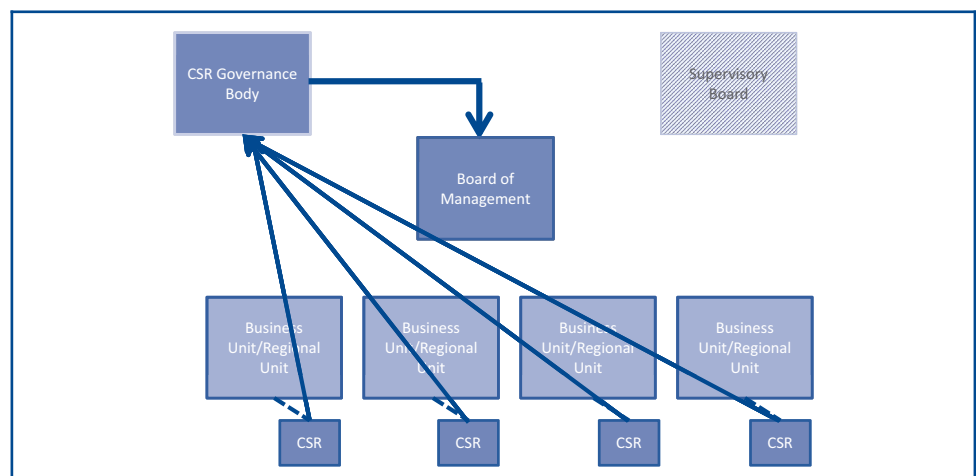 CSR Governance
Body
Supervisory
Board
Board of
Management
Business
Unit/Regional
Unit
Business
Unit/Regional
Unit
Business
Unit/Regional
Unit
Business
Unit/Regional
Unit
CSR
CSR
CSR
CSR